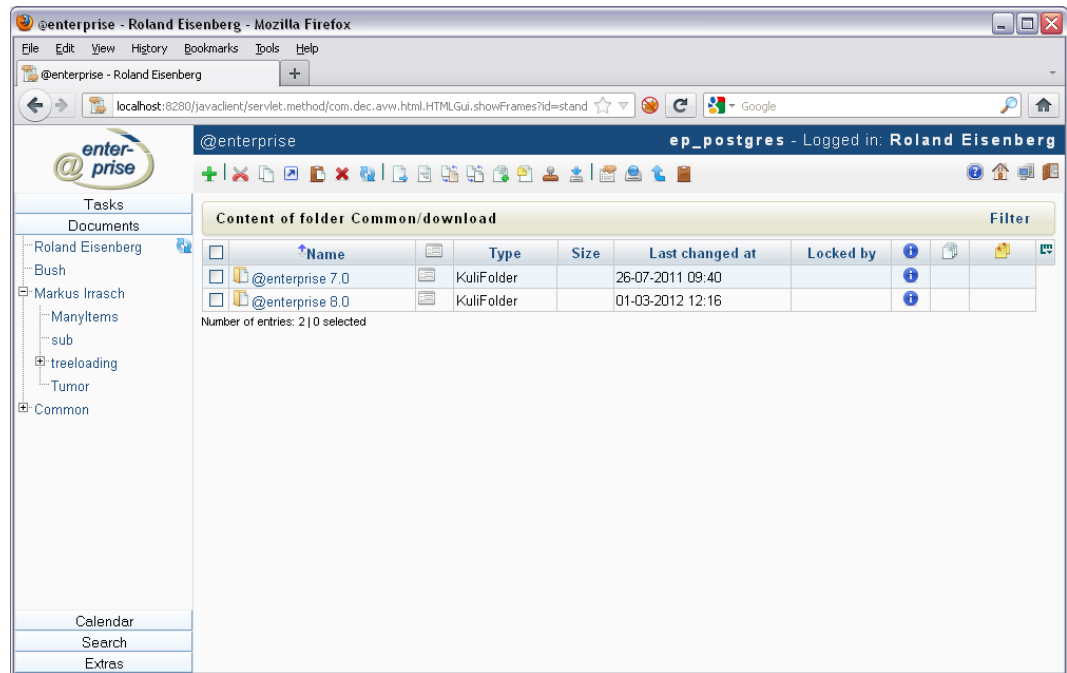 @enterprise - Roland Eisenberg - Mozilla Firefox
File Edit View History Bookmarks Tools Help
@enterprise - Roland Eisenberg +
localhost:8280/javaclient/servlet.method/com.dec.avw.html.HTMLGui.showFrames?id=stand Google
enter-
@ prise
@enterprise ep_postgres - Logged in: Roland Eisenberg
Tasks
Documents
Roland Eisenberg
Bush
Markus Irrasch
ManyItems
sub
treeloading
Tumor
Common
Calendar
Search
Extras
Content of folder Common/download Filter
Name Type Size Last changed at Locked by
@enterprise 7.0 KuliFolder 26-07-2011 09:40
@enterprise 8.0 KuliFolder 01-03-2012 12:16
Number of entries: 2 | 0 selected